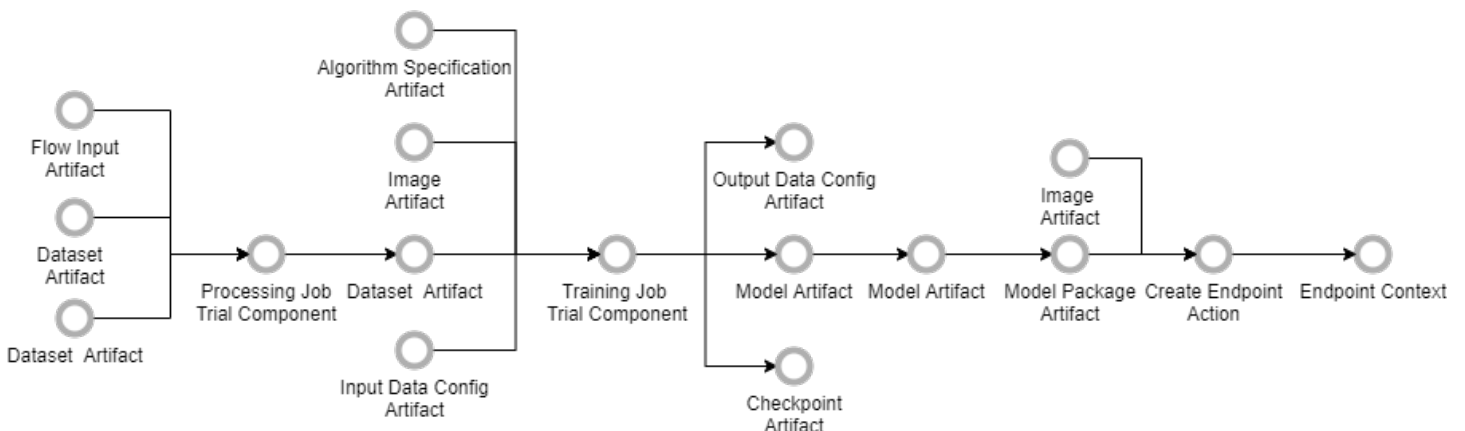 Algorithm Specification
Artifact
Flow Input
Artifact
Image
Artifact
Output Data Config
Artifact
Image
Artifact
Dataset
Artifact
Processing Job
Trial Component
Dataset Artifact
Training Job
Trial Component
Model Artifact
Model Artifact
Model Package
Artifact
Create Endpoint
Action
Endpoint Context
Dataset Artifact
Input Data Config
Artifact
Checkpoint
Artifact